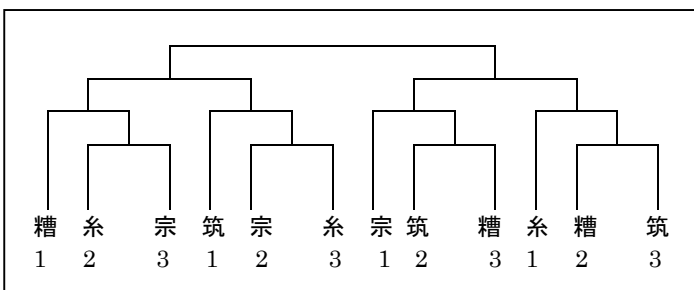 糟 糸 宗 筑 宗 糸 宗 筑 糟 糸 糟 筑
1 2 3 1 2 3 1 2 3 1 2 3